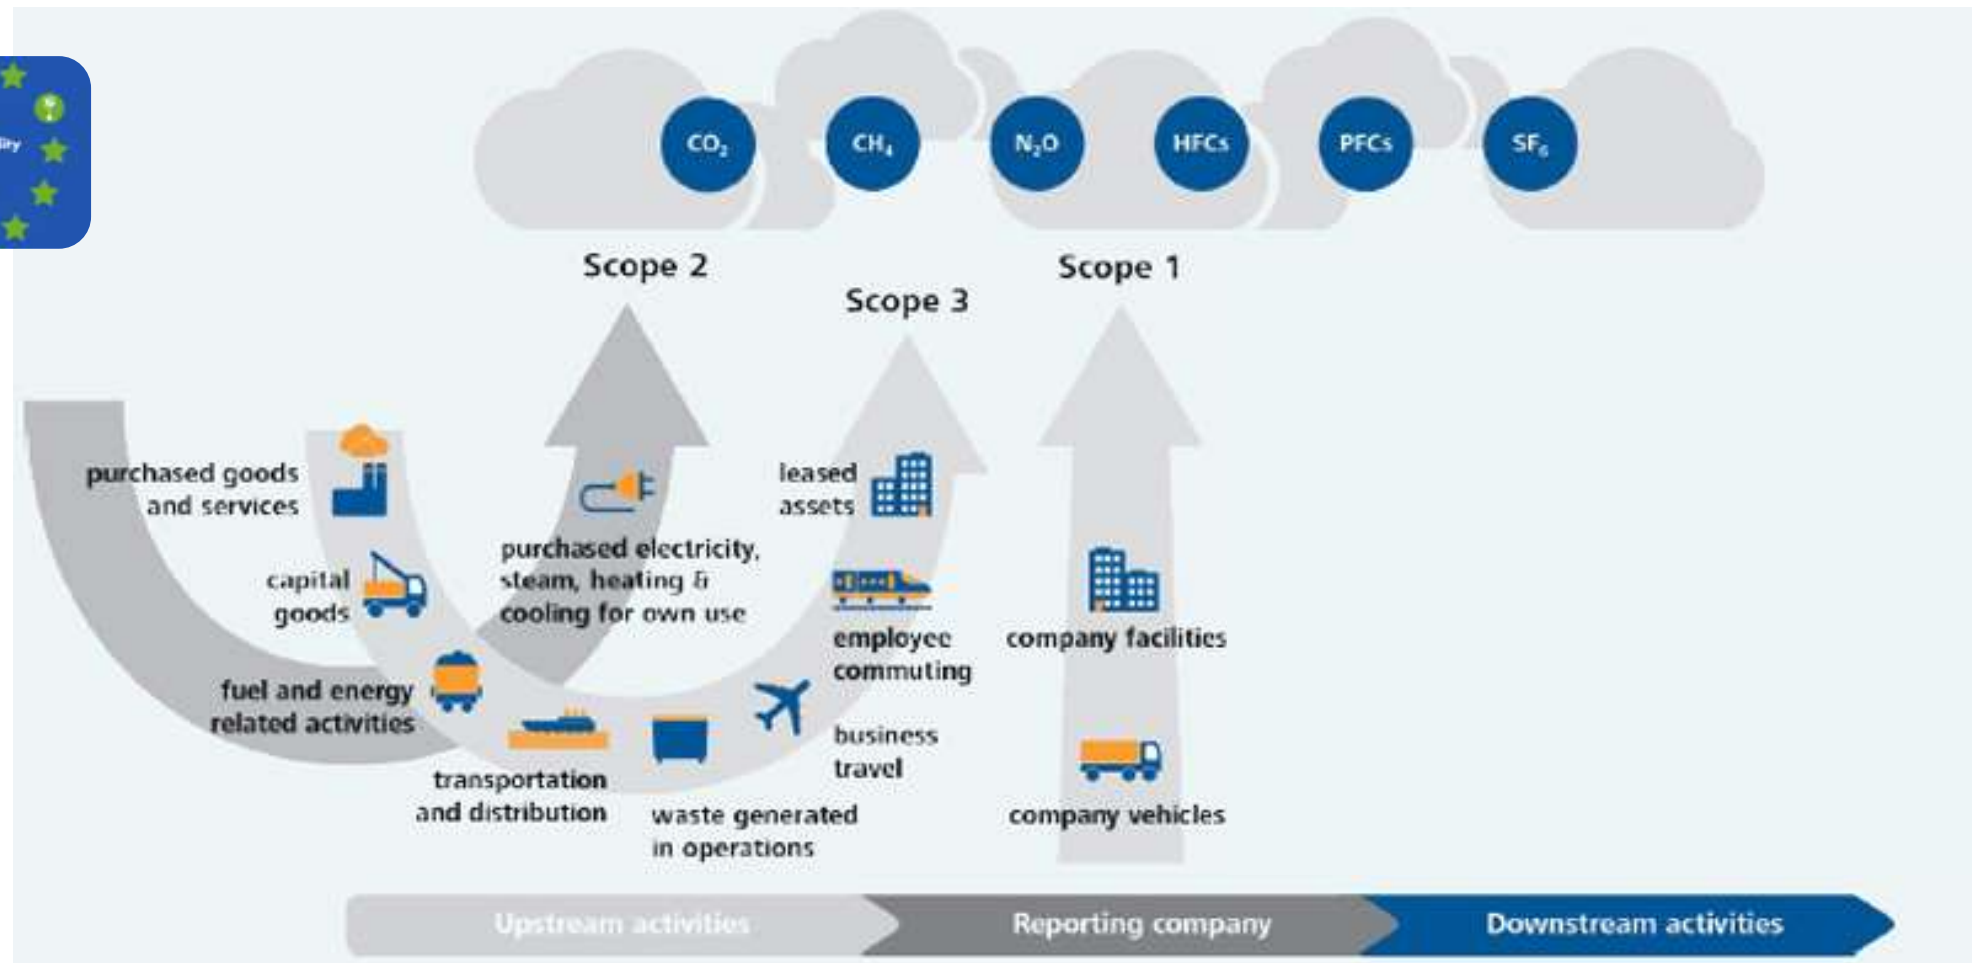 CO₂
CH₄
N₂O
HFCs
PFCs
SF₆
Scope 2
Scope 1
Scope 3
purchased goods
and services
capital
goods
fuel and energy
related activities
transportation
and distribution
waste generated
in operations
business
travel
employee
commuting
leased
assets
purchased electricity,
steam, heating &
cooling for own use
company facilities
company vehicles
Upstream activities
Reporting company
Downstream activities